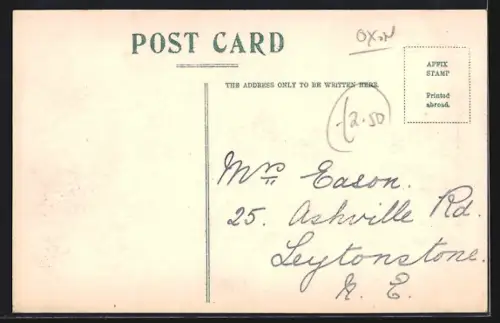 POST CARD
OXON
THE ADDRESS ONLY TO BE WRITTEN HERE.
AFFIX
STAMP
Printed
abroad.
2.50
Mrs Eason.
25. Ashville Rd.
Leytonstone.
N. E.